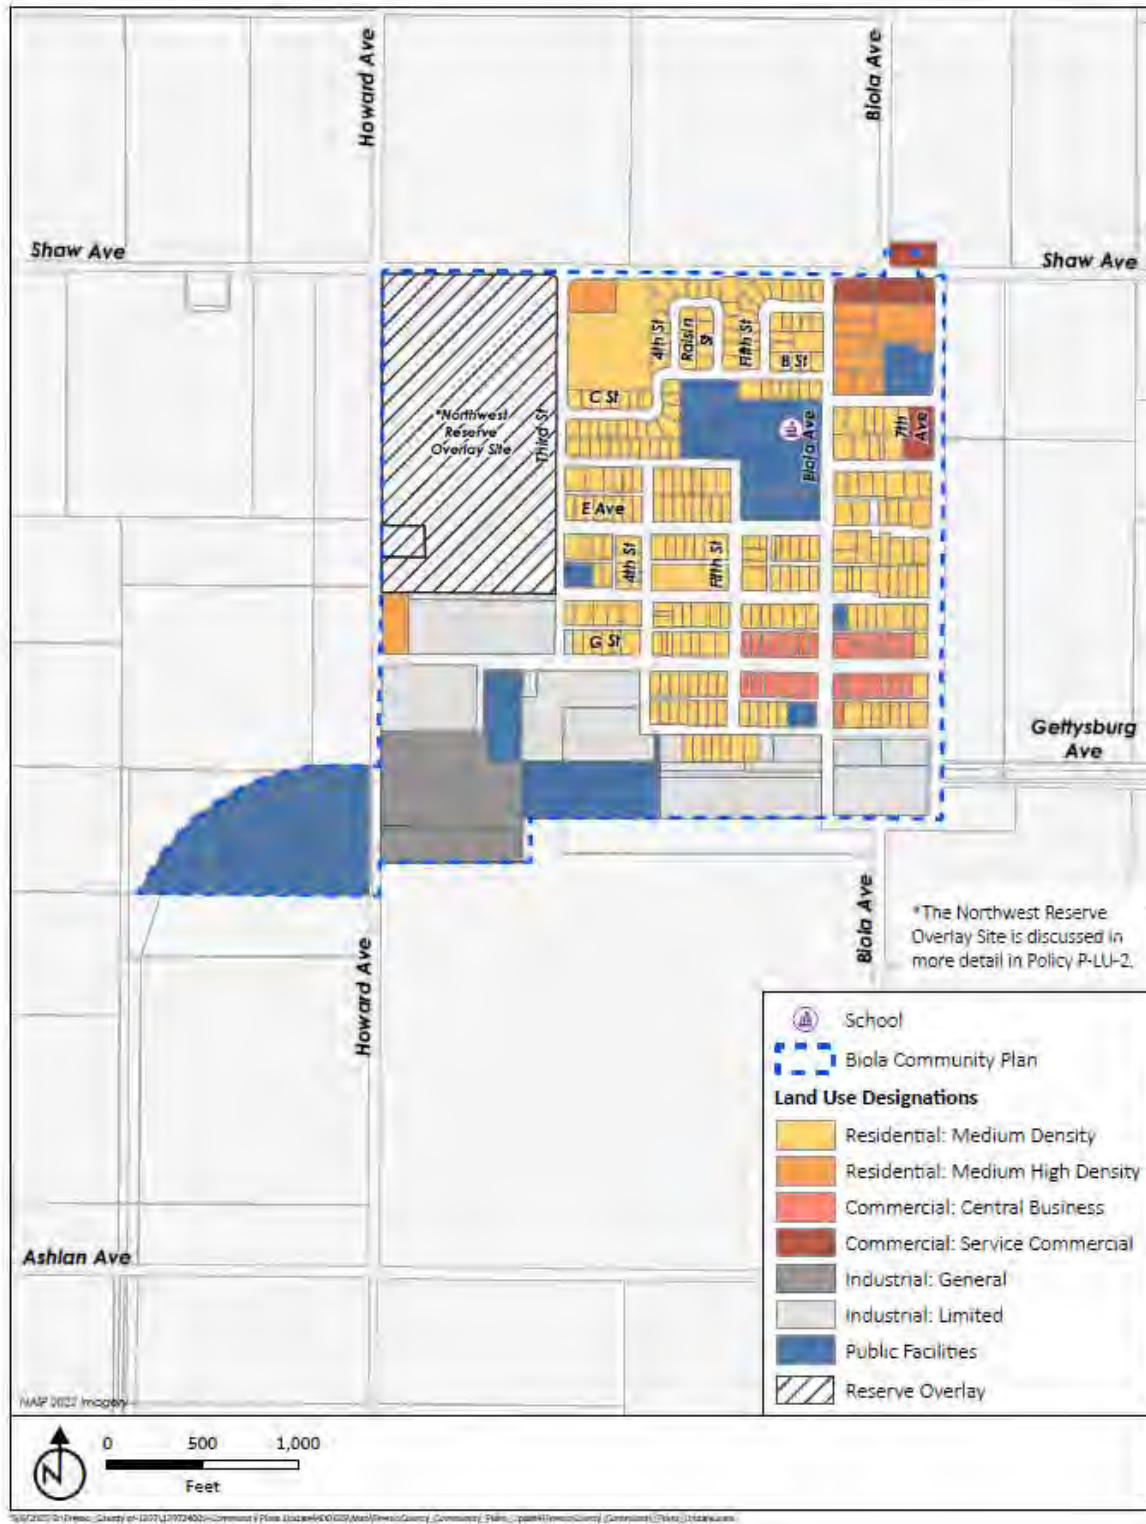 Howard Ave
Biola Ave
Shaw Ave
Shaw Ave
4th St
Raisin
St
Fifth St
B St
C St
*Northwest
Reserve
Overlay Site
Third St
Biola Ave
7th
Ave
E Ave
4th St
Fifth St
G St
Gettysburg
Ave
Howard Ave
Biola Ave
*The Northwest Reserve
Overlay Site is discussed in
more detail in Policy P-LU-2.
School
Biola Community Plan
Land Use Designations
Residential: Medium Density
Residential: Medium High Density
Commercial: Central Business
Commercial: Service Commercial
Industrial: General
Industrial: Limited
Public Facilities
Reserve Overlay
Ashlan Ave
NAIP 2022 Imagery
N
0 500 1,000
Feet